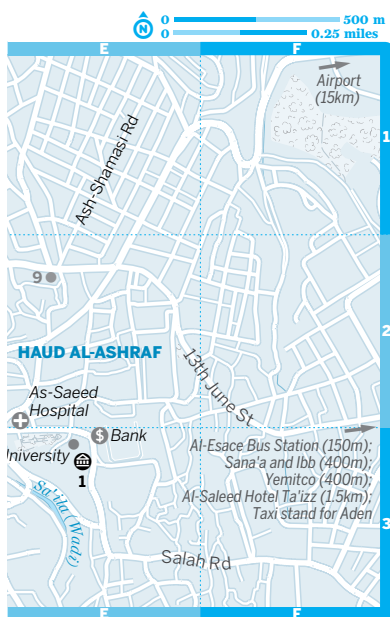 N
0 500 m
0 0.25 miles
E F
Airport
(15km)
1
Ash-Shamasi Rd
9
2
HAUD AL-ASHRAF
13th June St
As-Saeed
Hospital
$ Bank
University
1
Al-Esace Bus Station (150m);
Sana'a and Ibb (400m);
Yemitco (400m);
Al-Saleed Hotel Ta'izz (1.5km);
Taxi stand for Aden
Sa'ila (Wadi)
3
Salah Rd
E F